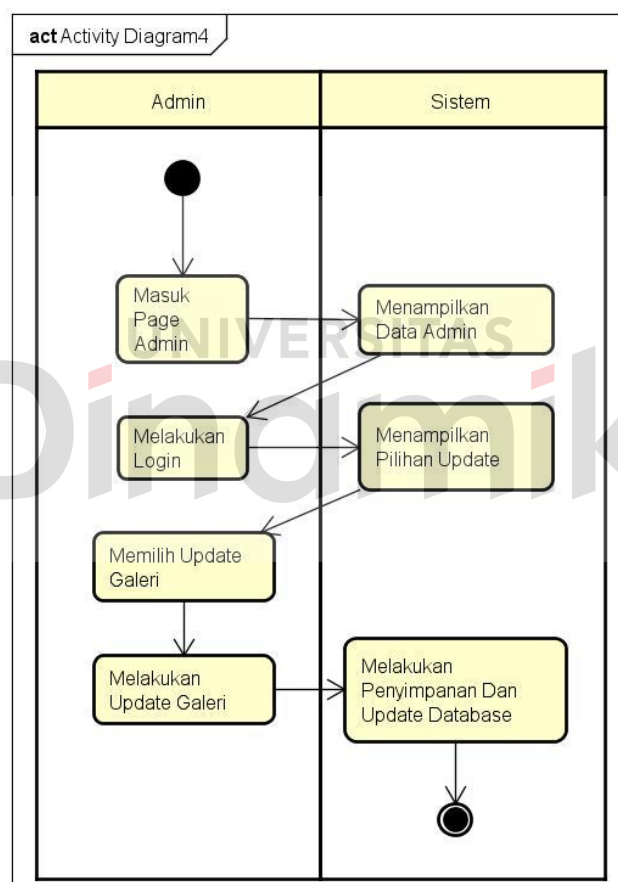 act Activity Diagram4
Admin
Sistem
Masuk
Page
Admin
Menampilkan
Data Admin
UNIVERSITAS
Dinamik
Melakukan
Login
Menampilkan
Pilihan Update
Memilih Update
Galeri
Melakukan
Update Galeri
Melakukan
Penyimpanan Dan
Update Database